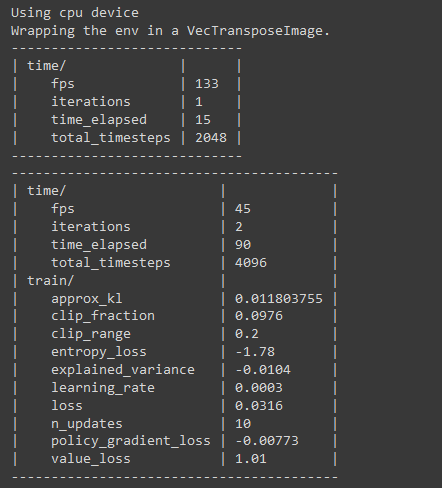 Using cpu device
Wrapping the env in a VecTransposeImage.
-----------------------------
| time/              |      |
|    fps             | 133  |
|    iterations      | 1    |
|    time_elapsed    | 15   |
|    total_timesteps | 2048 |
-----------------------------
-----------------------------------------
| time/                   |             |
|    fps                  | 45          |
|    iterations           | 2           |
|    time_elapsed         | 90          |
|    total_timesteps      | 4096        |
| train/                  |             |
|    approx_kl            | 0.011803755 |
|    clip_fraction        | 0.0976      |
|    clip_range           | 0.2         |
|    entropy_loss         | -1.78       |
|    explained_variance   | -0.0104     |
|    learning_rate        | 0.0003      |
|    loss                 | 0.0316      |
|    n_updates            | 10          |
|    policy_gradient_loss | -0.00773    |
|    value_loss           | 1.01        |
-----------------------------------------